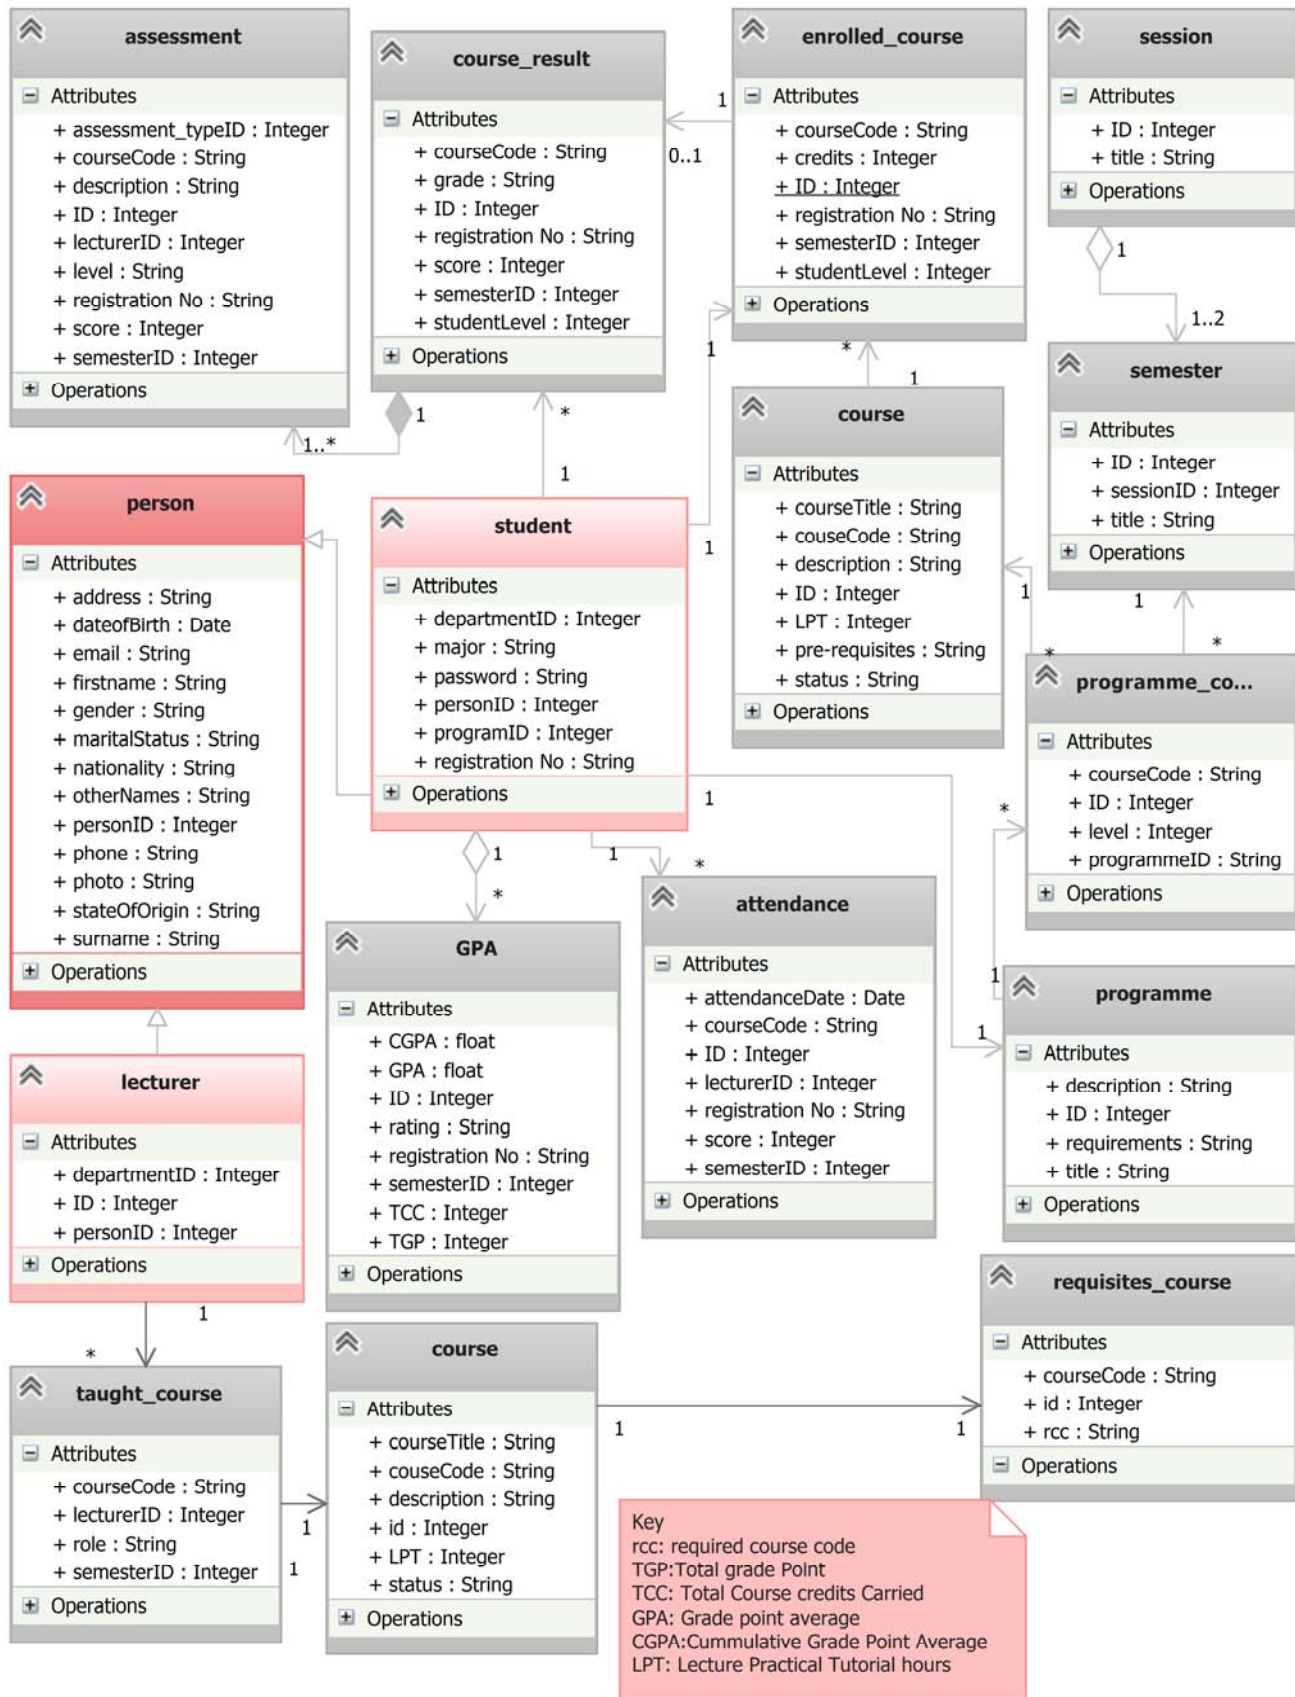 assessment
Attributes
+ assessment_typeID : Integer
+ courseCode : String
+ description : String
+ ID : Integer
+ lecturerID : Integer
+ level : String
+ registration No : String
+ score : Integer
+ semesterID : Integer
Operations
course_result
Attributes
+ courseCode : String
+ grade : String
+ ID : Integer
+ registration No : String
+ score : Integer
+ semesterID : Integer
+ studentLevel : Integer
Operations
1
0..1
enrolled_course
Attributes
+ courseCode : String
+ credits : Integer
+ ID : Integer
+ registration No : String
+ semesterID : Integer
+ studentLevel : Integer
Operations
session
Attributes
+ ID : Integer
+ title : String
Operations
1
1..2
1
1..*
*
1
1
1
*
1
person
Attributes
+ address : String
+ dateofBirth : Date
+ email : String
+ firstname : String
+ gender : String
+ maritalStatus : String
+ nationality : String
+ otherNames : String
+ personID : Integer
+ phone : String
+ photo : String
+ stateOfOrigin : String
+ surname : String
Operations
student
Attributes
+ departmentID : Integer
+ major : String
+ password : String
+ personID : Integer
+ programID : Integer
+ registration No : String
Operations
course
Attributes
+ courseTitle : String
+ couseCode : String
+ description : String
+ ID : Integer
+ LPT : Integer
+ pre-requisites : String
+ status : String
Operations
semester
Attributes
+ ID : Integer
+ sessionID : Integer
+ title : String
Operations
1
*
1
*
programme_co...
Attributes
+ courseCode : String
+ ID : Integer
+ level : Integer
+ programmeID : String
Operations
1
*
1
*
1
*
1
1
GPA
Attributes
+ CGPA : float
+ GPA : float
+ ID : Integer
+ rating : String
+ registration No : String
+ semesterID : Integer
+ TCC : Integer
+ TGP : Integer
Operations
attendance
Attributes
+ attendanceDate : Date
+ courseCode : String
+ ID : Integer
+ lecturerID : Integer
+ registration No : String
+ score : Integer
+ semesterID : Integer
Operations
programme
Attributes
+ description : String
+ ID : Integer
+ requirements : String
+ title : String
Operations
lecturer
Attributes
+ departmentID : Integer
+ ID : Integer
+ personID : Integer
Operations
1
*
taught_course
Attributes
+ courseCode : String
+ lecturerID : Integer
+ role : String
+ semesterID : Integer
Operations
1
1
course
Attributes
+ courseTitle : String
+ couseCode : String
+ description : String
+ id : Integer
+ LPT : Integer
+ status : String
Operations
1
1
requisites_course
Attributes
+ courseCode : String
+ id : Integer
+ rcc : String
Operations
Key
rcc: required course code
TGP:Total grade Point
TCC: Total Course credits Carried
GPA: Grade point average
CGPA:Cummulative Grade Point Average
LPT: Lecture Practical Tutorial hours